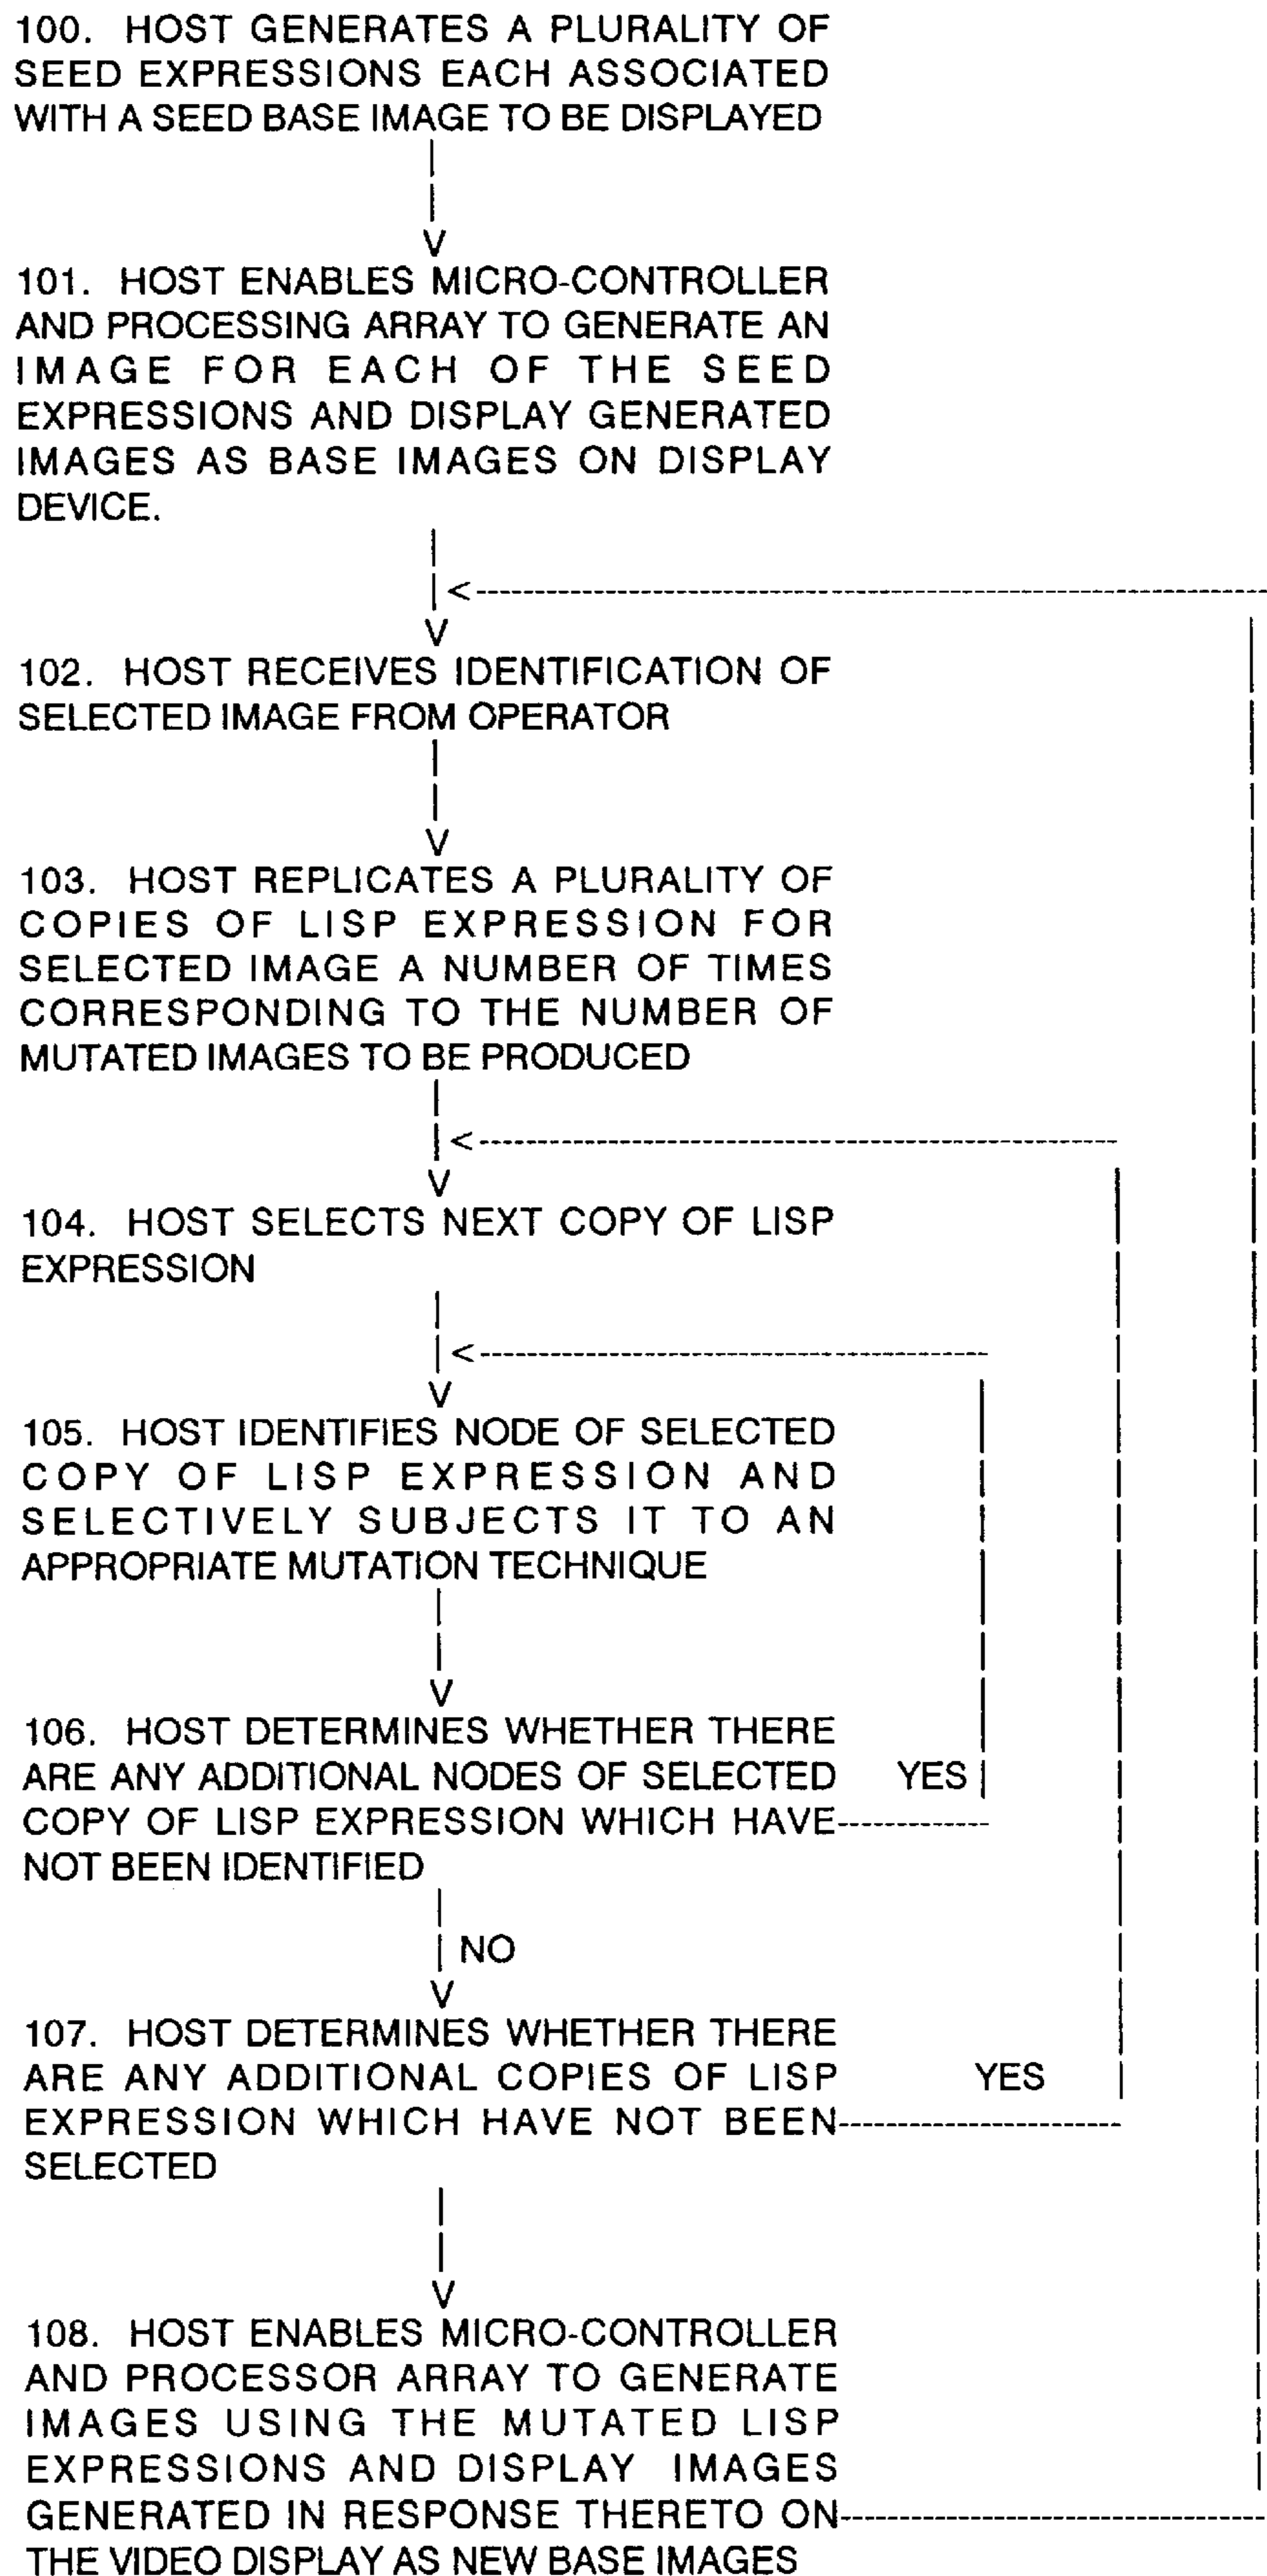 100. HOST GENERATES A PLURALITY OF
SEED EXPRESSIONS EACH ASSOCIATED
WITH A SEED BASE IMAGE TO BE DISPLAYED
101. HOST ENABLES MICRO-CONTROLLER
AND PROCESSING ARRAY TO GENERATE AN
IMAGE FOR EACH OF THE SEED
EXPRESSIONS AND DISPLAY GENERATED
IMAGES AS BASE IMAGES ON DISPLAY
DEVICE.
102. HOST RECEIVES IDENTIFICATION OF
SELECTED IMAGE FROM OPERATOR
103. HOST REPLICATES A PLURALITY OF
COPIES OF LISP EXPRESSION FOR
SELECTED IMAGE A NUMBER OF TIMES
CORRESPONDING TO THE NUMBER OF
MUTATED IMAGES TO BE PRODUCED
104. HOST SELECTS NEXT COPY OF LISP
EXPRESSION
105. HOST IDENTIFIES NODE OF SELECTED
COPY OF LISP EXPRESSION AND
SELECTIVELY SUBJECTS IT TO AN
APPROPRIATE MUTATION TECHNIQUE
106. HOST DETERMINES WHETHER THERE
ARE ANY ADDITIONAL NODES OF SELECTED YES
COPY OF LISP EXPRESSION WHICH HAVE
NOT BEEN IDENTIFIED
NO
107. HOST DETERMINES WHETHER THERE
ARE ANY ADDITIONAL COPIES OF LISP YES
EXPRESSION WHICH HAVE NOT BEEN
SELECTED
108. HOST ENABLES MICRO-CONTROLLER
AND PROCESSOR ARRAY TO GENERATE
IMAGES USING THE MUTATED LISP
EXPRESSIONS AND DISPLAY IMAGES
GENERATED IN RESPONSE THERETO ON
THE VIDEO DISPLAY AS NEW BASE IMAGES